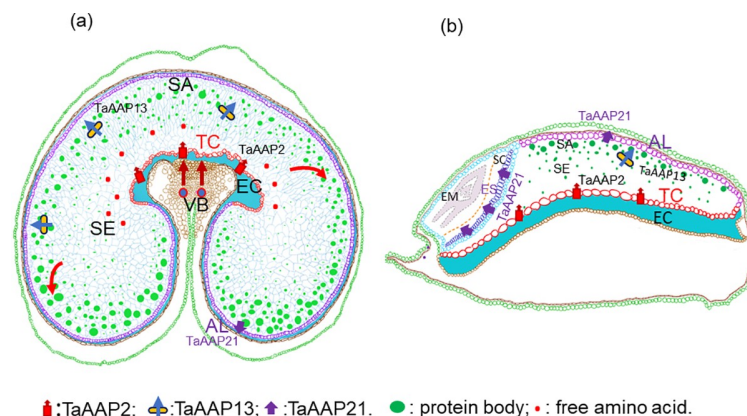 (a)
SA
TaAAP13
TC
TaAAP2
EC
VB
SE
AL
TaAAP21
(b)
TaAAP21
AL
SA
SC
TaAAP13
SE
EM
ES
TaAAP2
TaAAP21
TC
EC
:TaAAP2; :TaAAP13; :TaAAP21. : protein body; : free amino acid.